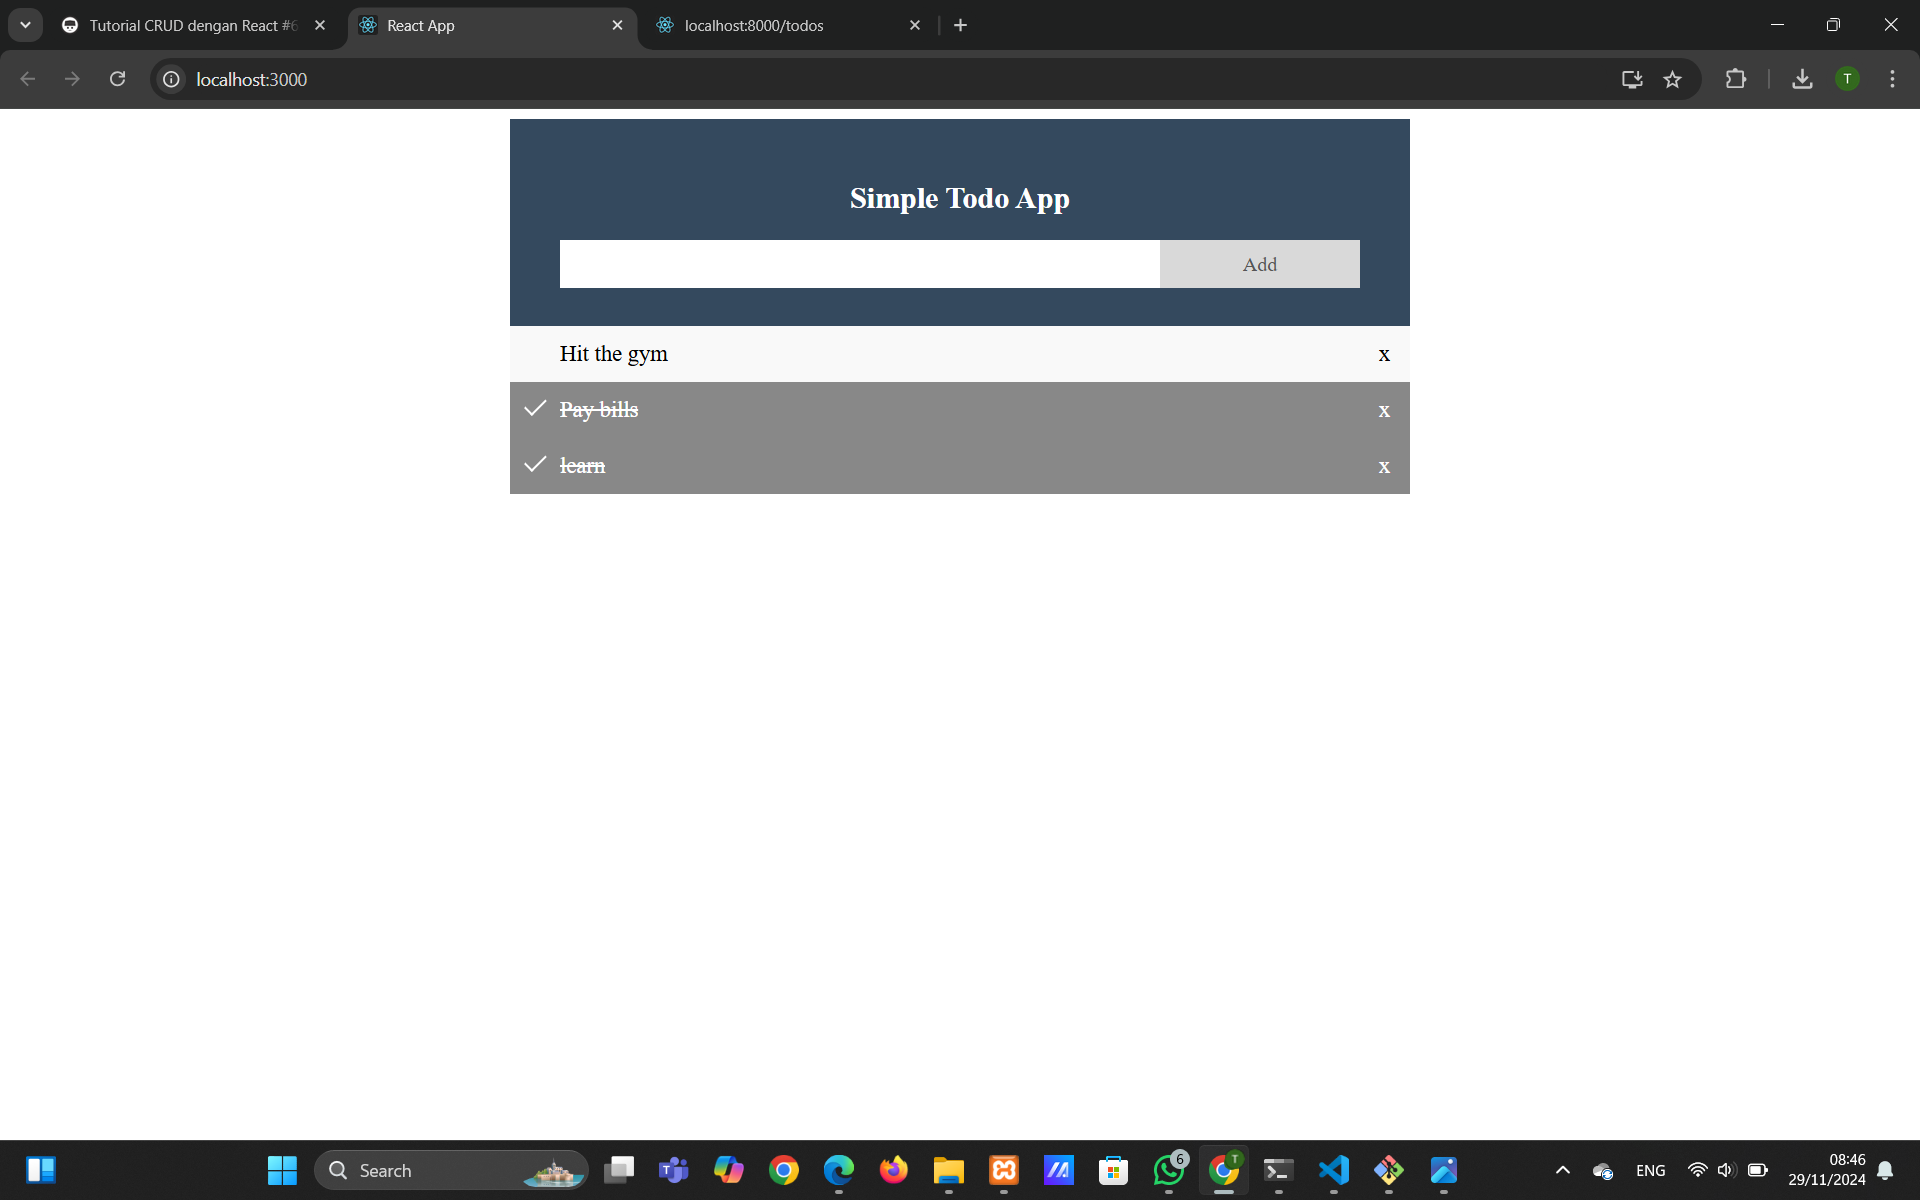 Tutorial CRUD dengan React #6
React App
localhost:8000/todos
localhost:3000
T
Simple Todo App
Add
Hit the gym x
Pay bills x
learn x
Search
6
T
ENG
08:46
29/11/2024